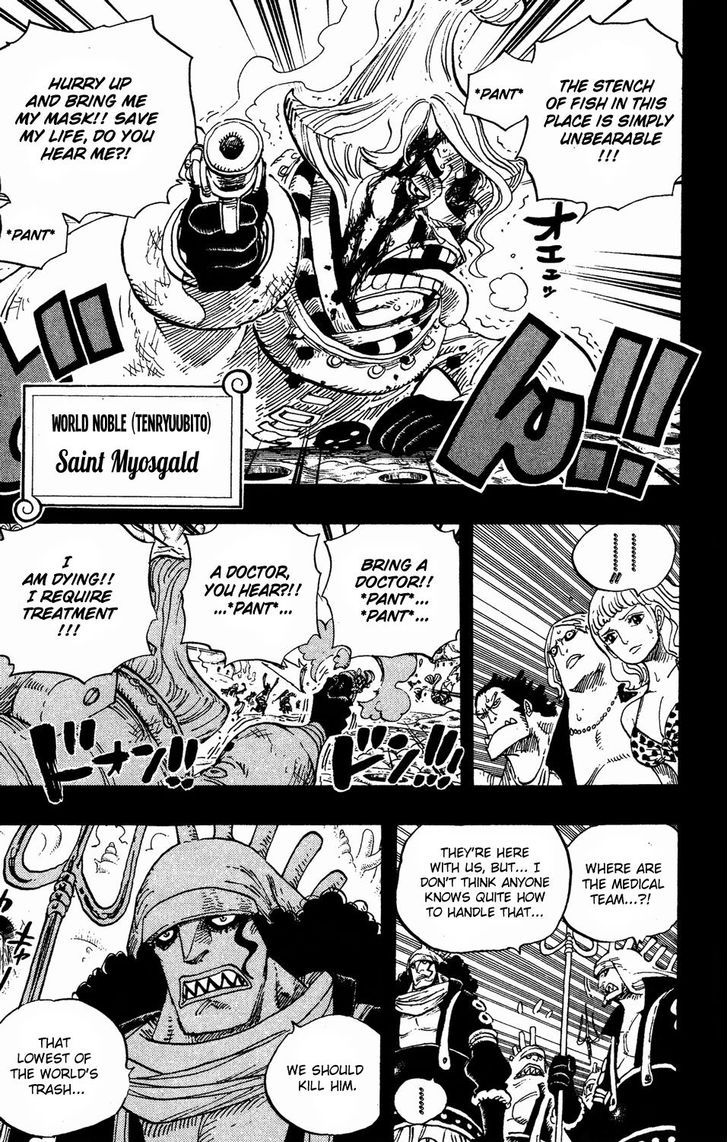 THE STENCH
OF FISH IN THIS
PLACE IS SIMPLY
UNBEARABLE
!!!
*PANT*
HURRY UP
AND BRING ME
MY MASK!! SAVE
MY LIFE, DO YOU
HEAR ME?!
*PANT*
オエェッ
ドォン!!
WORLD NOBLE (TENRYUUBITO)
Saint Myosgald
......!!
BRING A
DOCTOR!!
*PANT*...
*PANT*...
A DOCTOR,
YOU HEAR?!!
...*PANT*...
I
AM DYING!!
I REQUIRE
TREATMENT
!!!
ドン!!
ドォン!!!
WHERE ARE
THE MEDICAL
TEAM...?!
THEY'RE HERE
WITH US, BUT... I
DON'T THINK ANYONE
KNOWS QUITE HOW
TO HANDLE THAT...
......!!
WE SHOULD
KILL HIM.
THAT
LOWEST OF
THE WORLD'S
TRASH...